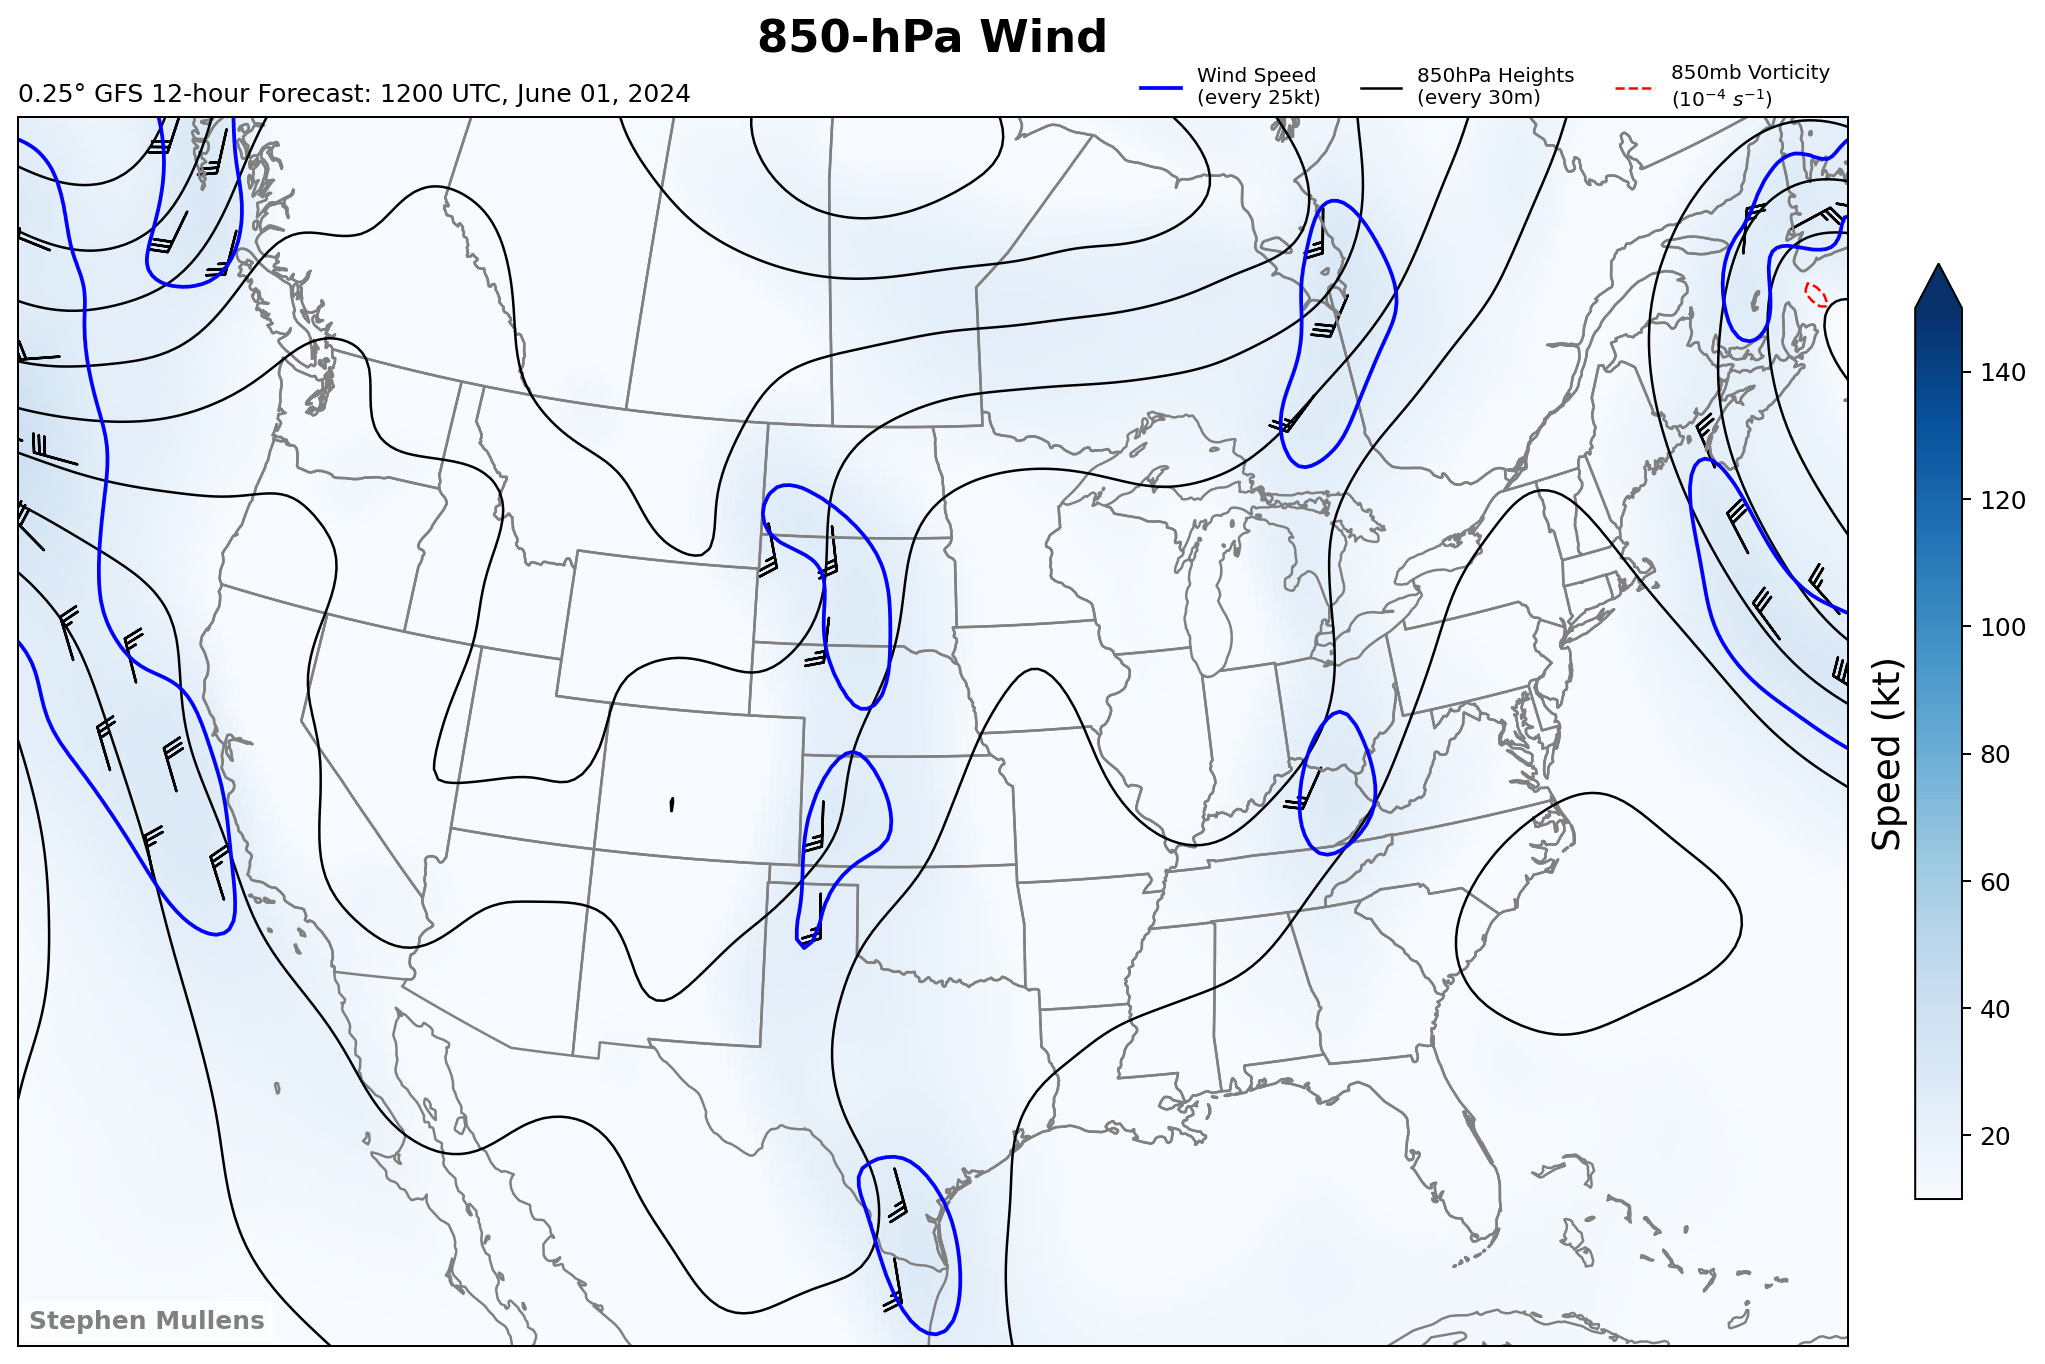 850-hPa Wind
0.25° GFS 12-hour Forecast: 1200 UTC, June 01, 2024
Wind Speed
(every 25kt)
850hPa Heights
(every 30m)
850mb Vorticity
(10⁻⁴ s⁻¹)
140
120
100
80
60
40
20
Speed (kt)
Stephen Mullens